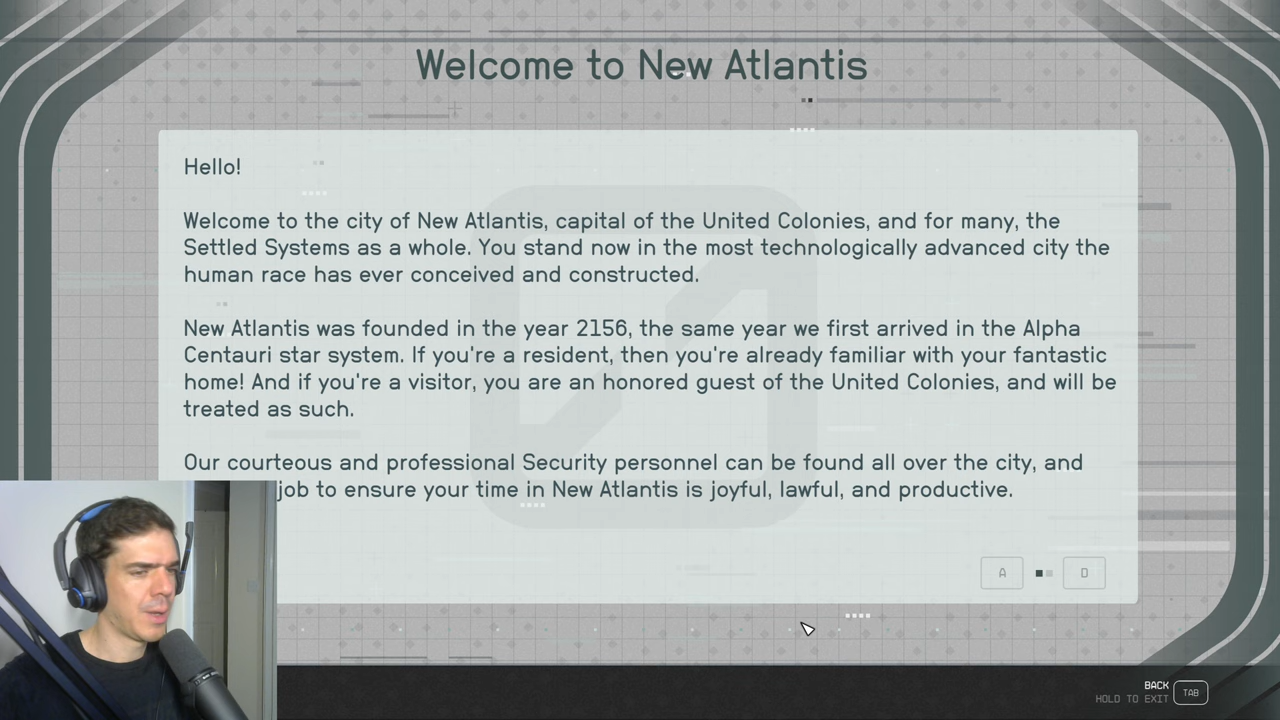 Welcome to New Atlantis
Hello!
Welcome to the city of New Atlantis, capital of the United Colonies, and for many, the
Settled Systems as a whole. You stand now in the most technologically advanced city the
human race has ever conceived and constructed.
New Atlantis was founded in the year 2156, the same year we first arrived in the Alpha
Centauri star system. If you're a resident, then you're already familiar with your fantastic
home! And if you're a visitor, you are an honored guest of the United Colonies, and will be
treated as such.
Our courteous and professional Security personnel can be found all over the city, and
job to ensure your time in New Atlantis is joyful, lawful, and productive.
A D
BACK
HOLD TO EXIT TAB